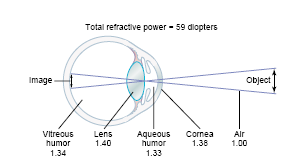 Total refractive power = 59 diopters
Image
Object
Vitreous humor 1.34
Lens 1.40
Aqueous humor 1.33
Cornea 1.38
Air 1.00